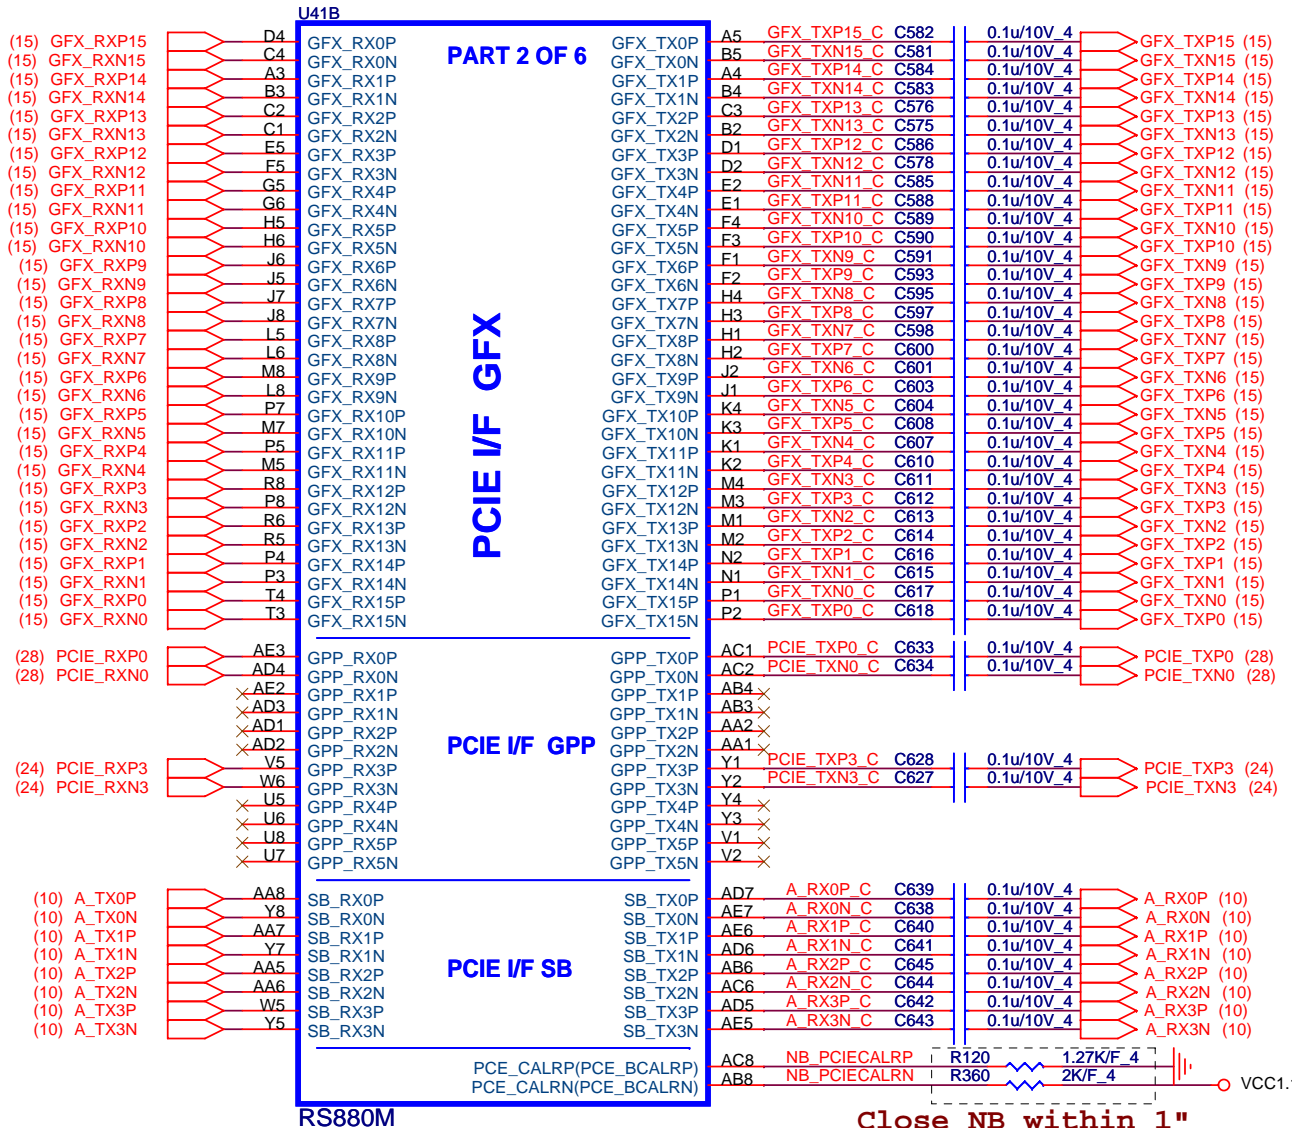 U41B
PART 2 OF 6
(15) GFX_RXP15 D4 GFX_RX0P GFX_TX0P A5 GFX_TXP15_C C582 0.1u/10V_4 GFX_TXP15 (15)
(15) GFX_RXN15 C4 GFX_RX0N GFX_TX0N B5 GFX_TXN15_C C581 0.1u/10V_4 GFX_TXN15 (15)
(15) GFX_RXP14 A3 GFX_RX1P GFX_TX1P A4 GFX_TXP14_C C584 0.1u/10V_4 GFX_TXP14 (15)
(15) GFX_RXN14 B3 GFX_RX1N GFX_TX1N B4 GFX_TXN14_C C583 0.1u/10V_4 GFX_TXN14 (15)
(15) GFX_RXP13 C2 GFX_RX2P GFX_TX2P C3 GFX_TXP13_C C576 0.1u/10V_4 GFX_TXP13 (15)
(15) GFX_RXN13 C1 GFX_RX2N GFX_TX2N B2 GFX_TXN13_C C575 0.1u/10V_4 GFX_TXN13 (15)
(15) GFX_RXP12 E5 GFX_RX3P GFX_TX3P D1 GFX_TXP12_C C586 0.1u/10V_4 GFX_TXP12 (15)
(15) GFX_RXN12 F5 GFX_RX3N GFX_TX3N D2 GFX_TXN12_C C578 0.1u/10V_4 GFX_TXN12 (15)
(15) GFX_RXP11 G5 GFX_RX4P GFX_TX4P E2 GFX_TXN11_C C585 0.1u/10V_4 GFX_TXN11 (15)
(15) GFX_RXN11 G6 GFX_RX4N GFX_TX4N E1 GFX_TXP11_C C588 0.1u/10V_4 GFX_TXP11 (15)
(15) GFX_RXP10 H5 GFX_RX5P GFX_TX5P F4 GFX_TXN10_C C589 0.1u/10V_4 GFX_TXN10 (15)
(15) GFX_RXN10 H6 GFX_RX5N GFX_TX5N F3 GFX_TXP10_C C590 0.1u/10V_4 GFX_TXP10 (15)
(15) GFX_RXP9 J6 GFX_RX6P GFX_TX6P F1 GFX_TXN9_C C591 0.1u/10V_4 GFX_TXN9 (15)
(15) GFX_RXN9 J5 GFX_RX6N GFX_TX6N F2 GFX_TXP9_C C593 0.1u/10V_4 GFX_TXP9 (15)
(15) GFX_RXP8 J7 GFX_RX7P GFX_TX7P H4 GFX_TXN8_C C595 0.1u/10V_4 GFX_TXN8 (15)
(15) GFX_RXN8 J8 GFX_RX7N GFX_TX7N H3 GFX_TXP8_C C597 0.1u/10V_4 GFX_TXP8 (15)
(15) GFX_RXP7 L5 GFX_RX8P GFX_TX8P H1 GFX_TXN7_C C598 0.1u/10V_4 GFX_TXN7 (15)
(15) GFX_RXN7 L6 GFX_RX8N GFX_TX8N H2 GFX_TXP7_C C600 0.1u/10V_4 GFX_TXP7 (15)
(15) GFX_RXP6 M8 GFX_RX9P GFX_TX9P J2 GFX_TXN6_C C601 0.1u/10V_4 GFX_TXN6 (15)
(15) GFX_RXN6 L8 GFX_RX9N GFX_TX9N J1 GFX_TXP6_C C603 0.1u/10V_4 GFX_TXP6 (15)
(15) GFX_RXP5 P7 GFX_RX10P GFX_TX10P K4 GFX_TXN5_C C604 0.1u/10V_4 GFX_TXN5 (15)
(15) GFX_RXN5 M7 GFX_RX10N GFX_TX10N K3 GFX_TXP5_C C608 0.1u/10V_4 GFX_TXP5 (15)
(15) GFX_RXP4 P5 GFX_RX11P GFX_TX11P K1 GFX_TXN4_C C607 0.1u/10V_4 GFX_TXN4 (15)
(15) GFX_RXN4 M5 GFX_RX11N GFX_TX11N K2 GFX_TXP4_C C610 0.1u/10V_4 GFX_TXP4 (15)
(15) GFX_RXP3 R8 GFX_RX12P GFX_TX12P M4 GFX_TXN3_C C611 0.1u/10V_4 GFX_TXN3 (15)
(15) GFX_RXN3 P8 GFX_RX12N GFX_TX12N M3 GFX_TXP3_C C612 0.1u/10V_4 GFX_TXP3 (15)
(15) GFX_RXP2 R6 GFX_RX13P GFX_TX13P M1 GFX_TXN2_C C613 0.1u/10V_4 GFX_TXN2 (15)
(15) GFX_RXN2 R5 GFX_RX13N GFX_TX13N M2 GFX_TXP2_C C614 0.1u/10V_4 GFX_TXP2 (15)
(15) GFX_RXP1 P4 GFX_RX14P GFX_TX14P N2 GFX_TXP1_C C616 0.1u/10V_4 GFX_TXP1 (15)
(15) GFX_RXN1 P3 GFX_RX14N GFX_TX14N N1 GFX_TXN1_C C615 0.1u/10V_4 GFX_TXN1 (15)
(15) GFX_RXP0 T4 GFX_RX15P GFX_TX15P P1 GFX_TXN0_C C617 0.1u/10V_4 GFX_TXN0 (15)
(15) GFX_RXN0 T3 GFX_RX15N GFX_TX15N P2 GFX_TXP0_C C618 0.1u/10V_4 GFX_TXP0 (15)
PCIE I/F GFX
(28) PCIE_RXP0 AE3 GPP_RX0P GPP_TX0P AC1 PCIE_TXP0_C C633 0.1u/10V_4 PCIE_TXP0 (28)
(28) PCIE_RXN0 AD4 GPP_RX0N GPP_TX0N AC2 PCIE_TXN0_C C634 0.1u/10V_4 PCIE_TXN0 (28)
AE2 GPP_RX1P GPP_TX1P AB4
AD3 GPP_RX1N GPP_TX1N AB3
AD1 GPP_RX2P GPP_TX2P AA2
AD2 GPP_RX2N PCIE I/F GPP GPP_TX2N AA1
(24) PCIE_RXP3 V5 GPP_RX3P GPP_TX3P Y1 PCIE_TXP3_C C628 0.1u/10V_4 PCIE_TXP3 (24)
(24) PCIE_RXN3 W6 GPP_RX3N GPP_TX3N Y2 PCIE_TXN3_C C627 0.1u/10V_4 PCIE_TXN3 (24)
U5 GPP_RX4P GPP_TX4P Y4
U6 GPP_RX4N GPP_TX4N Y3
U8 GPP_RX5P GPP_TX5P V1
U7 GPP_RX5N GPP_TX5N V2
(10) A_TX0P AA8 SB_RX0P SB_TX0P AD7 A_RX0P_C C639 0.1u/10V_4 A_RX0P (10)
(10) A_TX0N Y8 SB_RX0N SB_TX0N AE7 A_RX0N_C C638 0.1u/10V_4 A_RX0N (10)
(10) A_TX1P AA7 SB_RX1P SB_TX1P AE6 A_RX1P_C C640 0.1u/10V_4 A_RX1P (10)
(10) A_TX1N Y7 SB_RX1N SB_TX1N AD6 A_RX1N_C C641 0.1u/10V_4 A_RX1N (10)
(10) A_TX2P AA5 SB_RX2P PCIE I/F SB SB_TX2P AB6 A_RX2P_C C645 0.1u/10V_4 A_RX2P (10)
(10) A_TX2N AA6 SB_RX2N SB_TX2N AC6 A_RX2N_C C644 0.1u/10V_4 A_RX2N (10)
(10) A_TX3P W5 SB_RX3P SB_TX3P AD5 A_RX3P_C C642 0.1u/10V_4 A_RX3P (10)
(10) A_TX3N Y5 SB_RX3N SB_TX3N AE5 A_RX3N_C C643 0.1u/10V_4 A_RX3N (10)
PCE_CALRP(PCE_BCALRP) AC8 NB_PCIECALRP R120 1.27K/F_4
PCE_CALRN(PCE_BCALRN) AB8 NB_PCIECALRN R360 2K/F_4 VCC1.
RS880M
Close NB within 1"